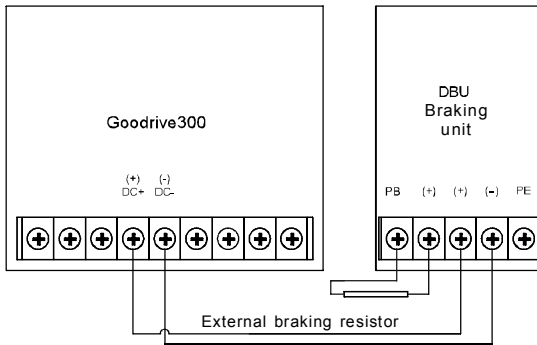 Goodrive300
(+) (-)
DC+ DC-
DBU
Braking
unit
PB (+) (+) (-) PE
External braking resistor